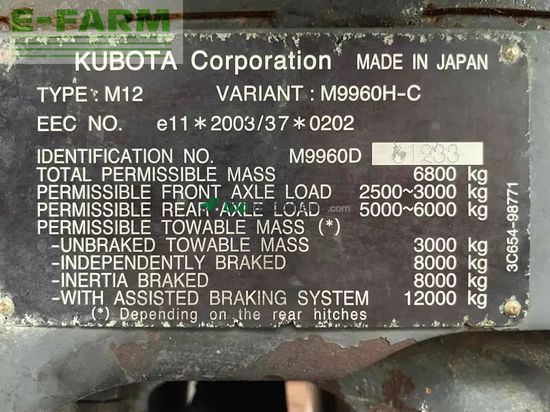 E-FARM
KUBOTA Corporation MADE IN JAPAN
TYPE : M12 VARIANT : M9960H-C
EEC NO. e11*2003/37*0202
IDENTIFICATION NO. M9960D 1233
TOTAL PERMISSIBLE MASS 6800 kg
PERMISSIBLE FRONT AXLE LOAD 2500~3000 kg
PERMISSIBLE REAR AXLE LOAD 5000~6000 kg
PERMISSIBLE TOWABLE MASS (*)
-UNBRAKED TOWABLE MASS 3000 kg
-INDEPENDENTLY BRAKED 8000 kg
-INERTIA BRAKED 8000 kg
-WITH ASSISTED BRAKING SYSTEM 12000 kg
(*) Depending on the rear hitches
3C654-98771